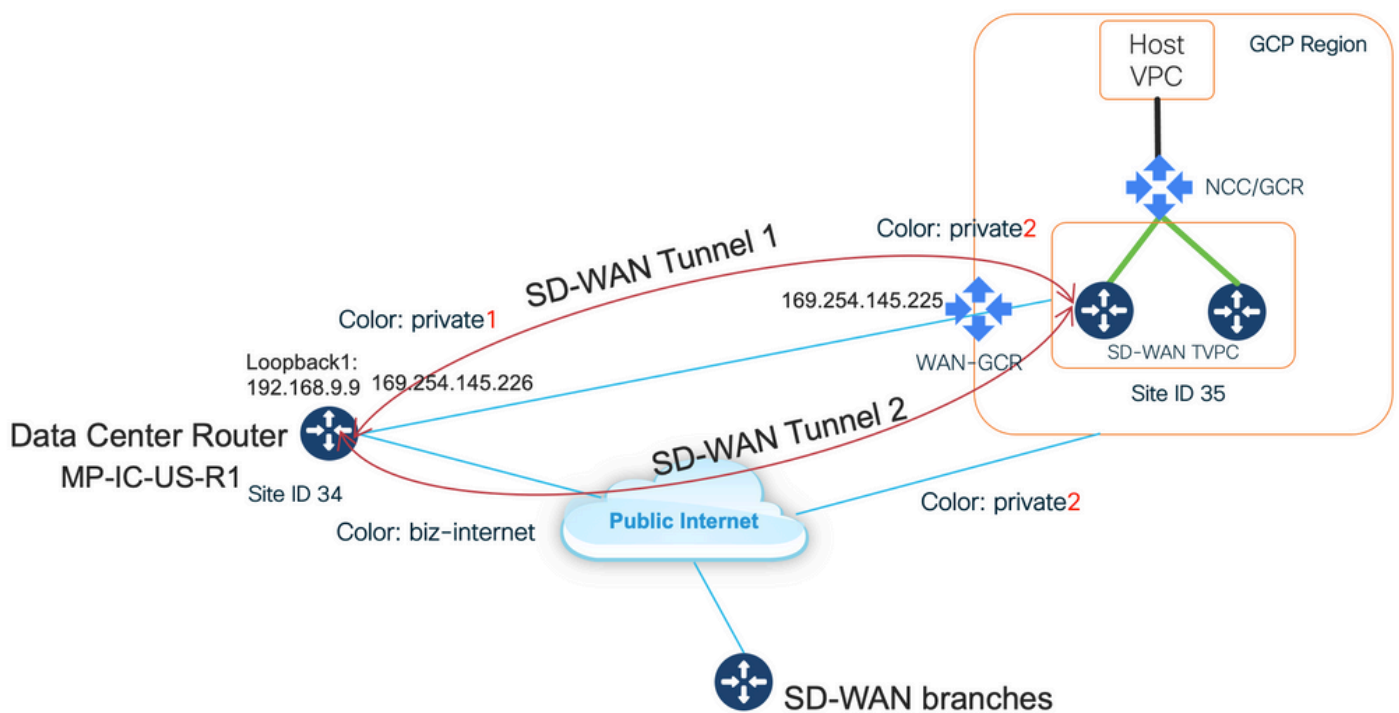 Host
VPC
GCP Region
NCC/GCR
Color: private2
SD-WAN Tunnel 1
169.254.145.225
Color: private1
WAN-GCR
SD-WAN TVPC
Loopback1:
192.168.9.9
169.254.145.226
Site ID 35
Data Center Router
MP-IC-US-R1
Site ID 34
SD-WAN Tunnel 2
Color: biz-internet
Public Internet
Color: private2
SD-WAN branches